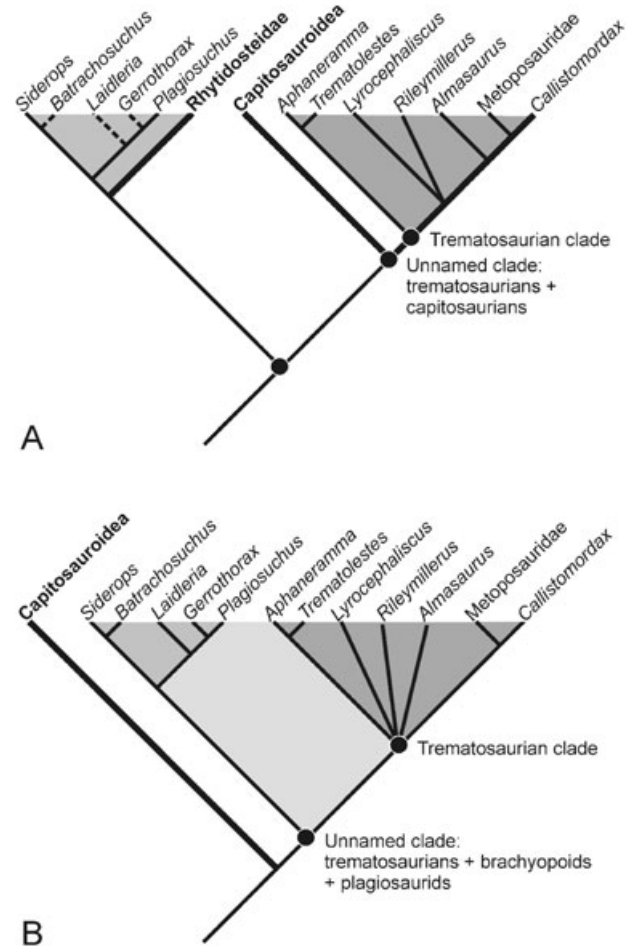 Siderops
Batrachosuchus
Laidleria
Gerrothorax
Plagiosuchus
Rhytidosteidae
Capitosauroidea
Aphaneramma
Trematolestes
Lyrocephaliscus
Rileymillerus
Almasaurus
Metoposauridae
Callistomordax
Trematosaurian clade
Unnamed clade:
trematosaurians +
capitosaurians
A
Capitosauroidea
Siderops
Batrachosuchus
Laidleria
Gerrothorax
Plagiosuchus
Aphaneramma
Trematolestes
Lyrocephaliscus
Rileymillerus
Almasaurus
Metoposauridae
Callistomordax
Trematosaurian clade
Unnamed clade:
trematosaurians + brachyopoids
+ plagiosaurids
B